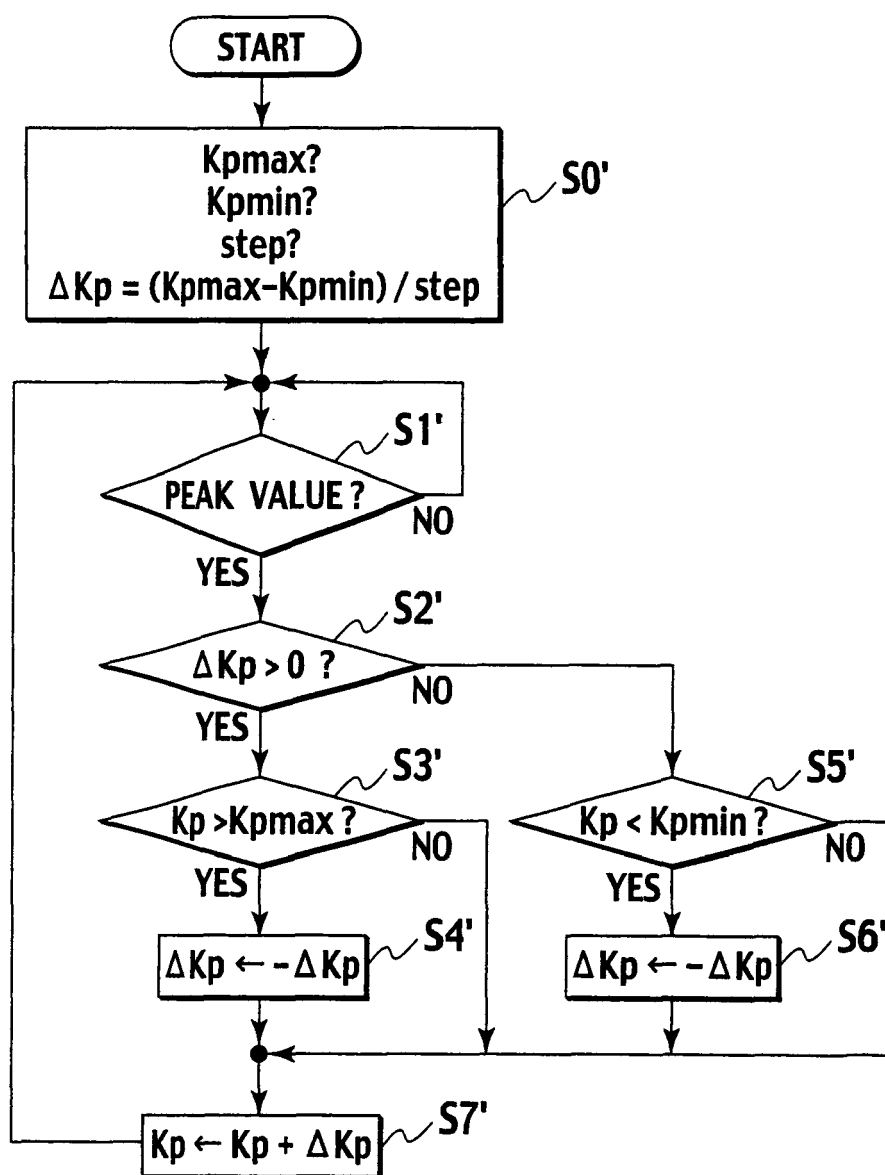 START
Kpmax?
Kpmin?
step?
ΔKp = (Kpmax-Kpmin) / step
S0'
S1'
PEAK VALUE ?
NO
YES
S2'
ΔKp > 0 ?
NO
YES
S3'
Kp >Kpmax ?
NO
YES
S5'
Kp < Kpmin ?
NO
YES
S4'
ΔKp ← - ΔKp
S6'
ΔKp ← - ΔKp
S7'
Kp ← Kp + ΔKp